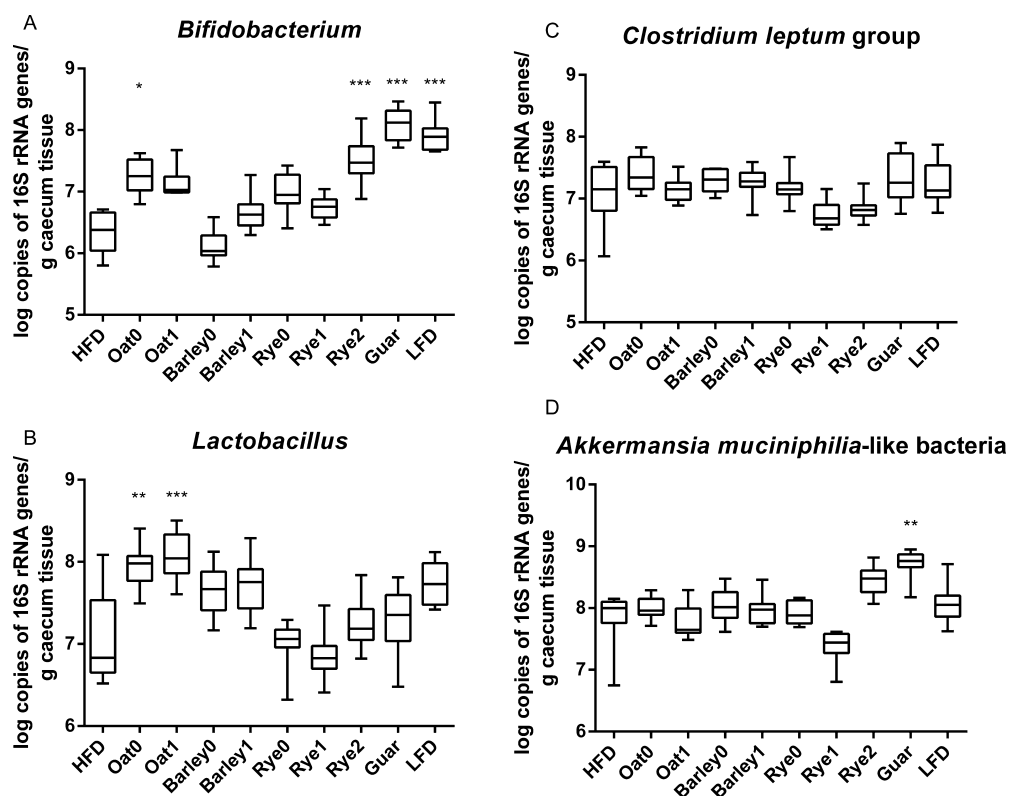 A
Bifidobacterium
log copies of 16S rRNA genes/
g caecum tissue
9
8
7
6
5
*
***
***
***
HFD
Oat0
Oat1
Barley0
Barley1
Rye0
Rye1
Rye2
Guar
LFD
C
Clostridium leptum group
log copies of 16S rRNA genes/
g caecum tissue
9
8
7
6
5
HFD
Oat0
Oat1
Barley0
Barley1
Rye0
Rye1
Rye2
Guar
LFD
B
Lactobacillus
log copies of 16S rRNA genes/
g caecum tissue
9
8
7
6
**
***
HFD
Oat0
Oat1
Barley0
Barley1
Rye0
Rye1
Rye2
Guar
LFD
D
Akkermansia muciniphilia-like bacteria
log copies of 16S rRNA genes/
g caecum tissue
10
9
8
7
6
**
HFD
Oat0
Oat1
Barley0
Barley1
Rye0
Rye1
Rye2
Guar
LFD